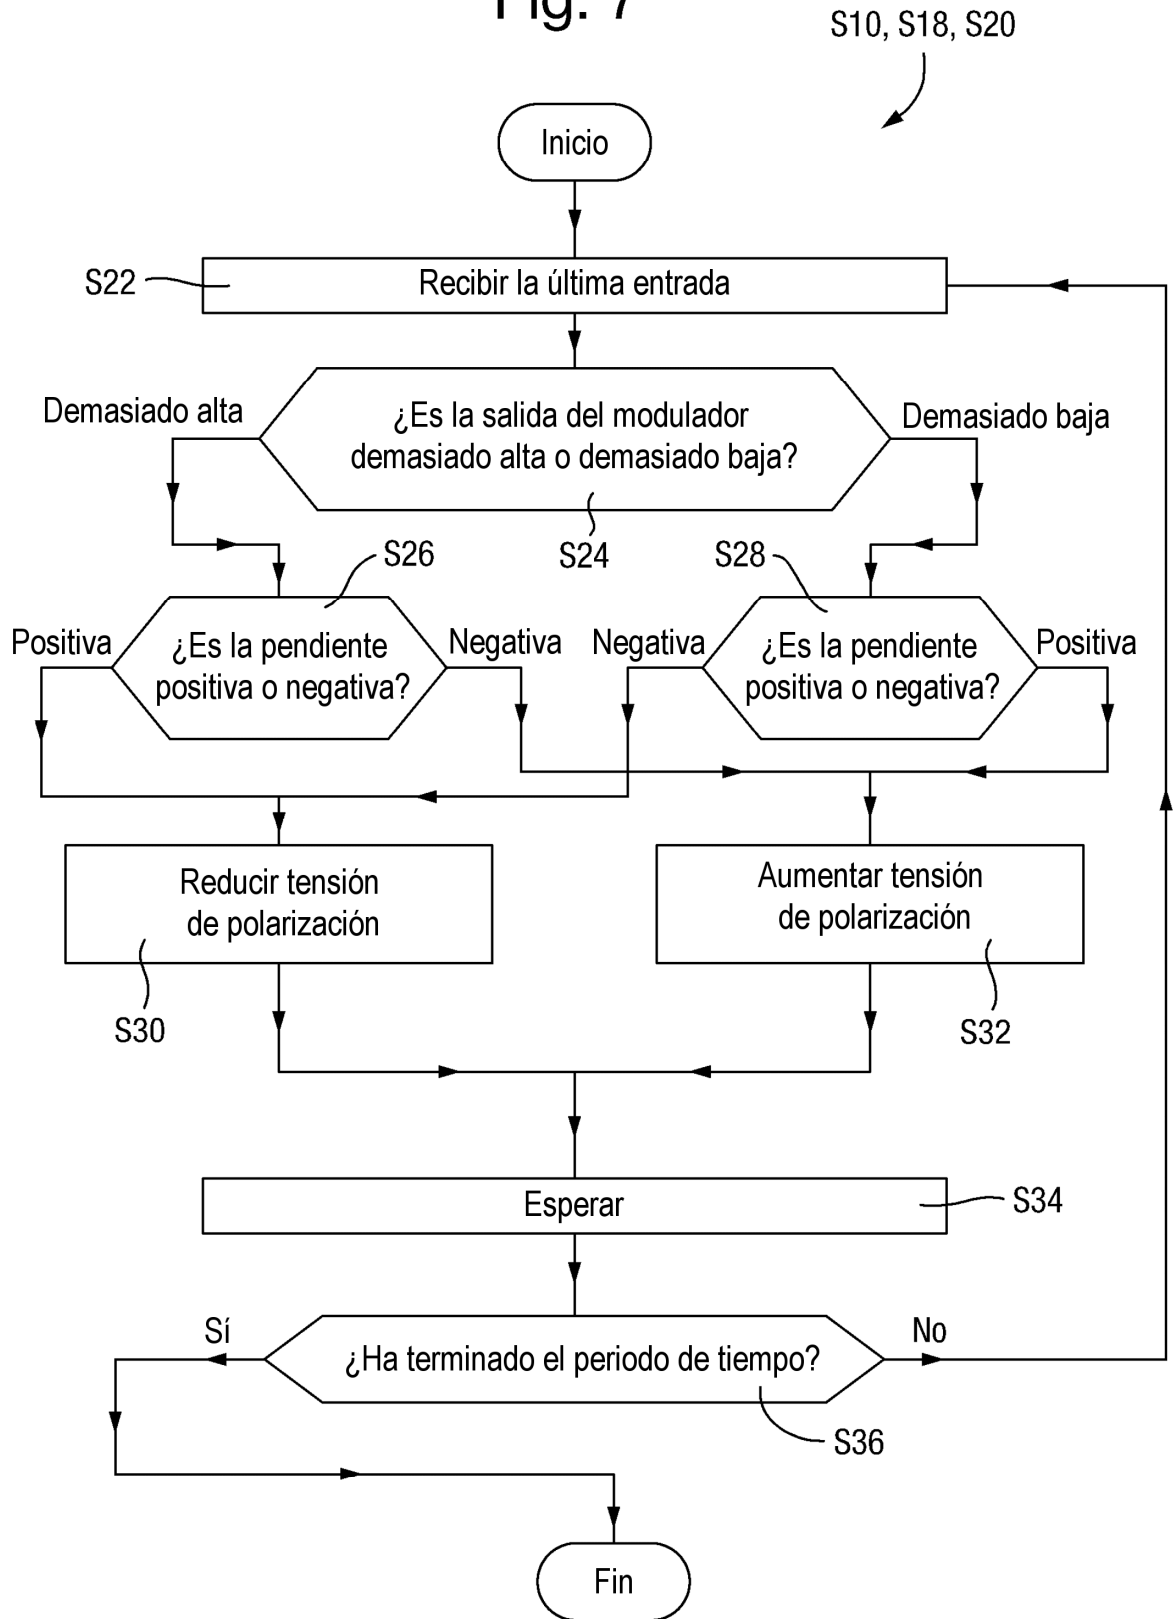 Fig. 7
S10, S18, S20
Inicio
S22
Recibir la última entrada
Demasiado alta
¿Es la salida del modulador
demasiado alta o demasiado baja?
Demasiado baja
S24
S26
S28
Positiva
¿Es la pendiente
positiva o negativa?
Negativa
Negativa
¿Es la pendiente
positiva o negativa?
Positiva
Reducir tensión
de polarización
Aumentar tensión
de polarización
S30
S32
Esperar
S34
Sí
¿Ha terminado el periodo de tiempo?
No
S36
Fin